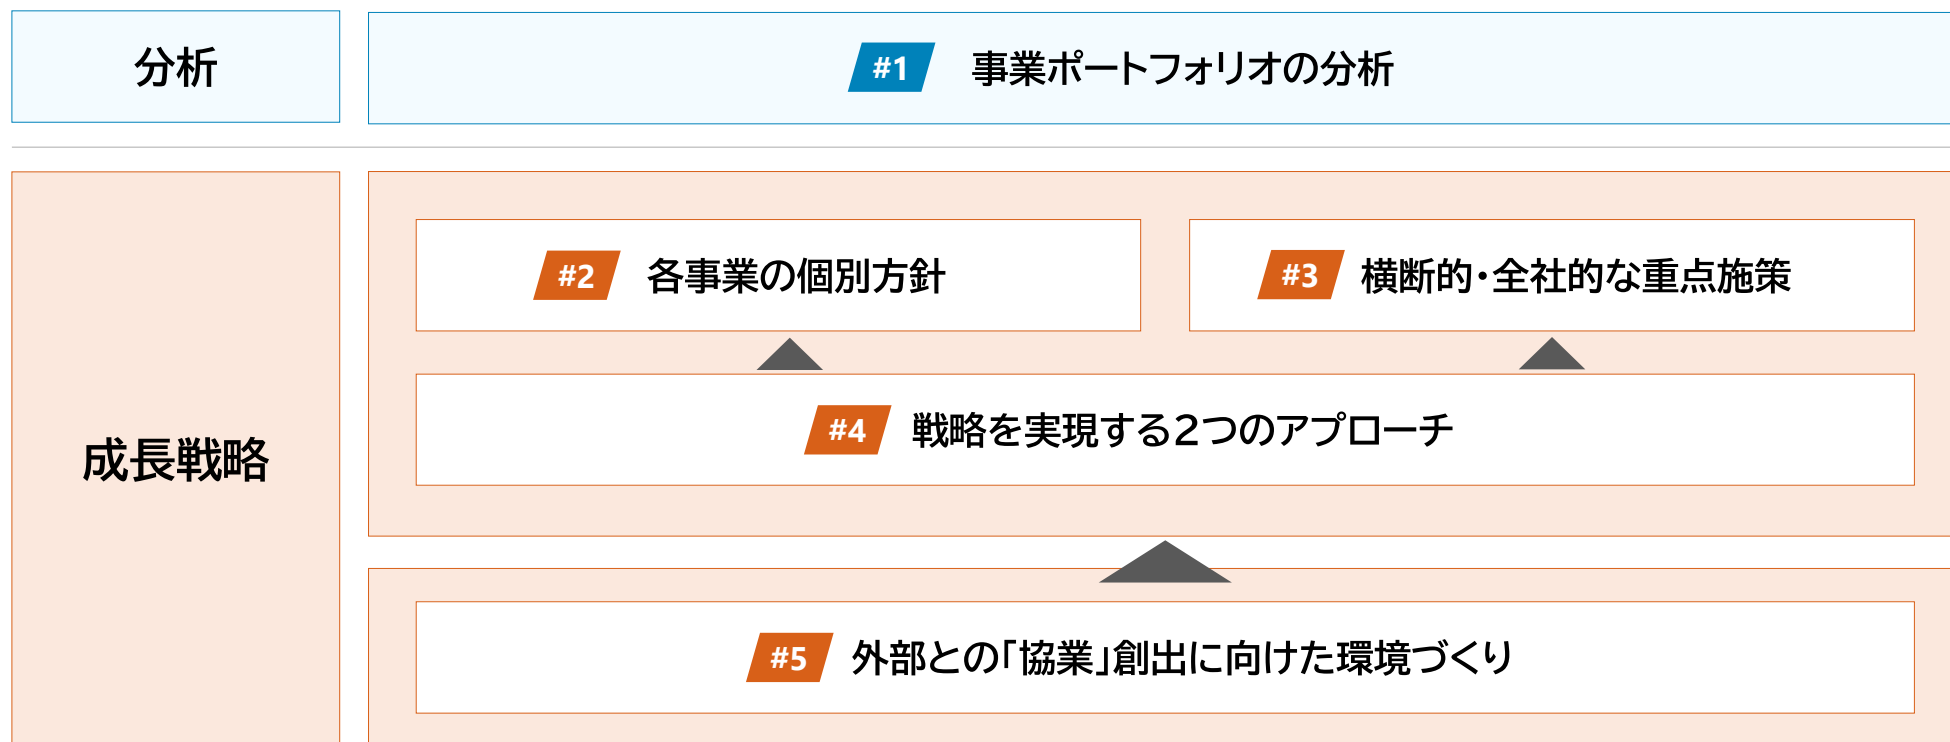 分析
#1 事業ポートフォリオの分析
成長戦略
#2 各事業の個別方針
#3 横断的・全社的な重点施策
#4 戦略を実現する2つのアプローチ
#5 外部との「協業」創出に向けた環境づくり